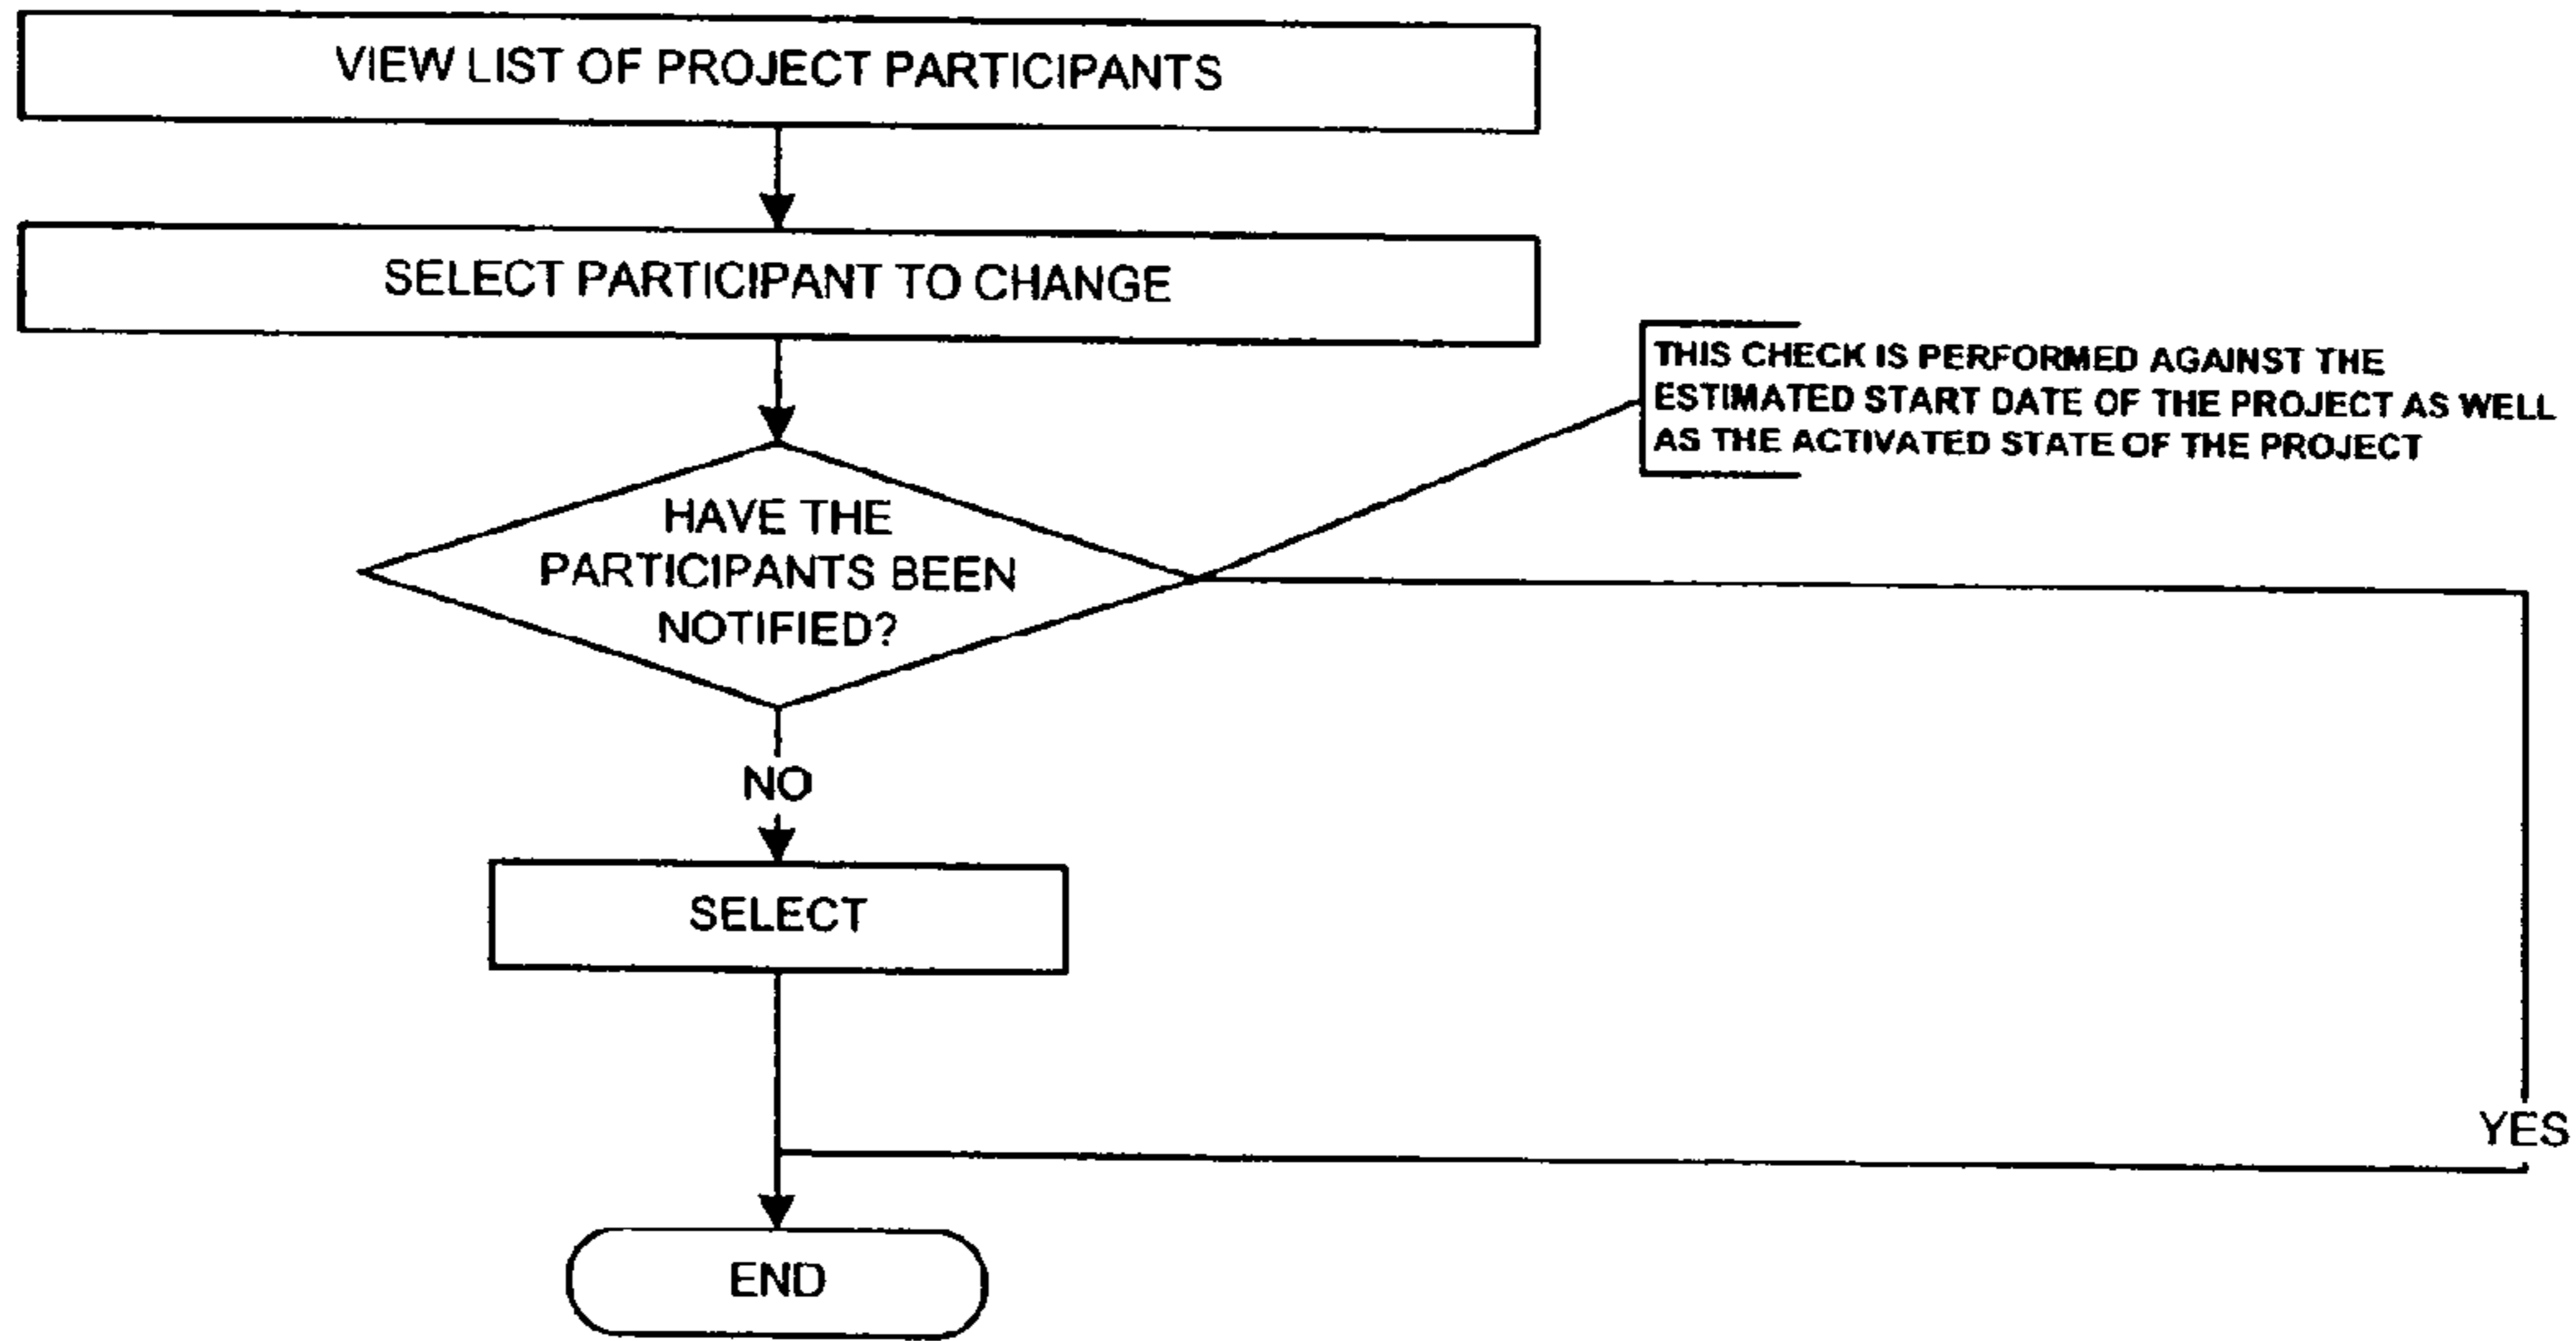 VIEW LIST OF PROJECT PARTICIPANTS
SELECT PARTICIPANT TO CHANGE
THIS CHECK IS PERFORMED AGAINST THE
ESTIMATED START DATE OF THE PROJECT AS WELL
AS THE ACTIVATED STATE OF THE PROJECT
HAVE THE
PARTICIPANTS BEEN
NOTIFIED?
NO
SELECT
YES
END